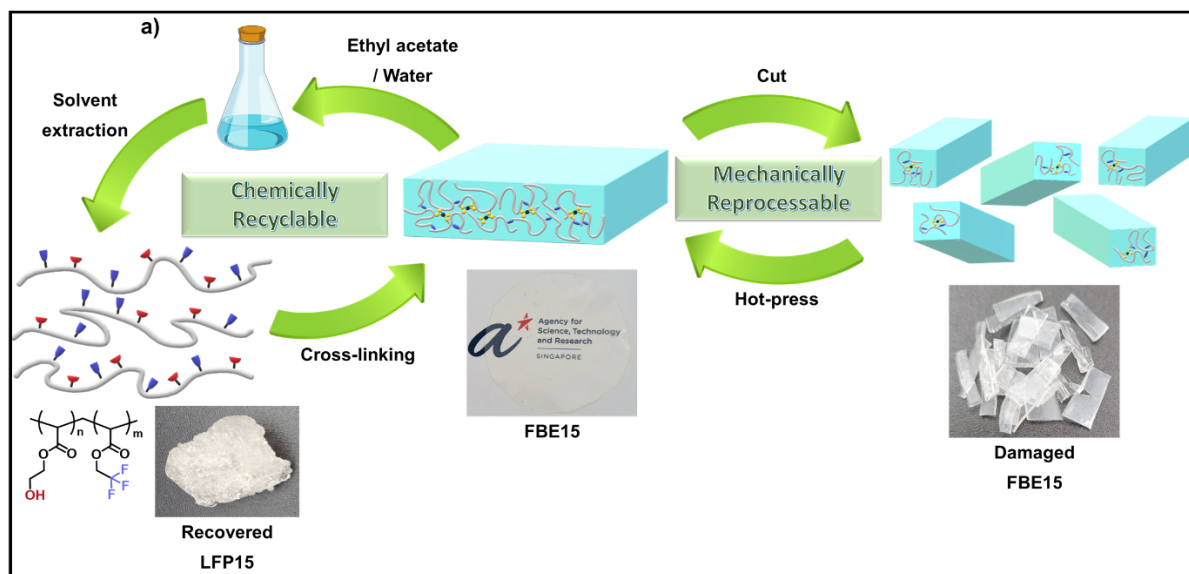 a)
Ethyl acetate
/ Water
Solvent
extraction
Cut
Chemically
Recyclable
Mechanically
Reprocessable
Hot-press
Cross-linking
a
Agency for
Science, Technology
and Research
SINGAPORE
FBE15
n
m
O
O
O
O
OH
F
F
F
Recovered
LFP15
Damaged
FBE15